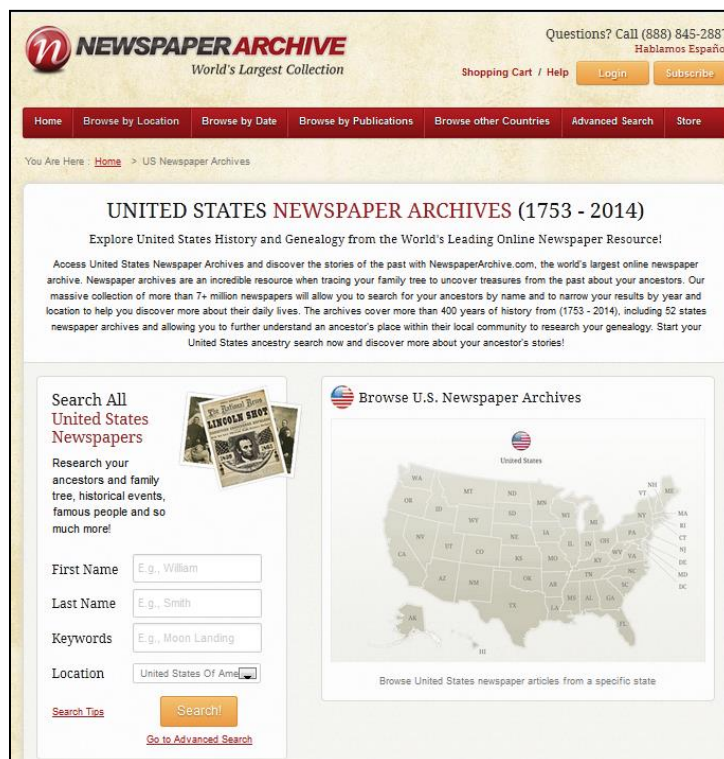 NEWSPAPERARCHIVE
World's Largest Collection
Questions? Call (888) 845-2887
Hablamos Españo
Shopping Cart / Help
Login
Subscribe
Home Browse by Location Browse by Date Browse by Publications Browse other Countries Advanced Search Store
You Are Here : Home > US Newspaper Archives
UNITED STATES NEWSPAPER ARCHIVES (1753 - 2014)
Explore United States History and Genealogy from the World's Leading Online Newspaper Resource!
Access United States Newspaper Archives and discover the stories of the past with NewspaperArchive.com, the world's largest online newspaper
archive. Newspaper archives are an incredible resource when tracing your family tree to uncover treasures from the past about your ancestors. Our
massive collection of more than 7+ million newspapers will allow you to search for your ancestors by name and to narrow your results by year and
location to help you discover more about their daily lives. The archives cover more than 400 years of history from (1753 - 2014), including 52 states
newspaper archives and allowing you to further understand an ancestor's place within their local community to research your genealogy. Start your
United States ancestry search now and discover more about your ancestor's stories!
Search All
United States
Newspapers
The National News
LINCOLN SHOT
Research your
ancestors and family
tree, historical events,
famous people and so
much more!
First Name E.g., William
Last Name E.g., Smith
Keywords E.g., Moon Landing
Location United States Of Ame
Search Tips
Search!
Go to Advanced Search
Browse U.S. Newspaper Archives
United States
WA MT ND MN NH VT ME
OR ID SD WI MI NY MA
WY RI
NV NE IA PA CT
UT CO IL IN OH NJ
CA KS MO WV VA DE
KY MD
AZ NM OK AR TN NC DC
SC
TX MS AL GA
LA
AK FL
HI
Browse United States newspaper articles from a specific state